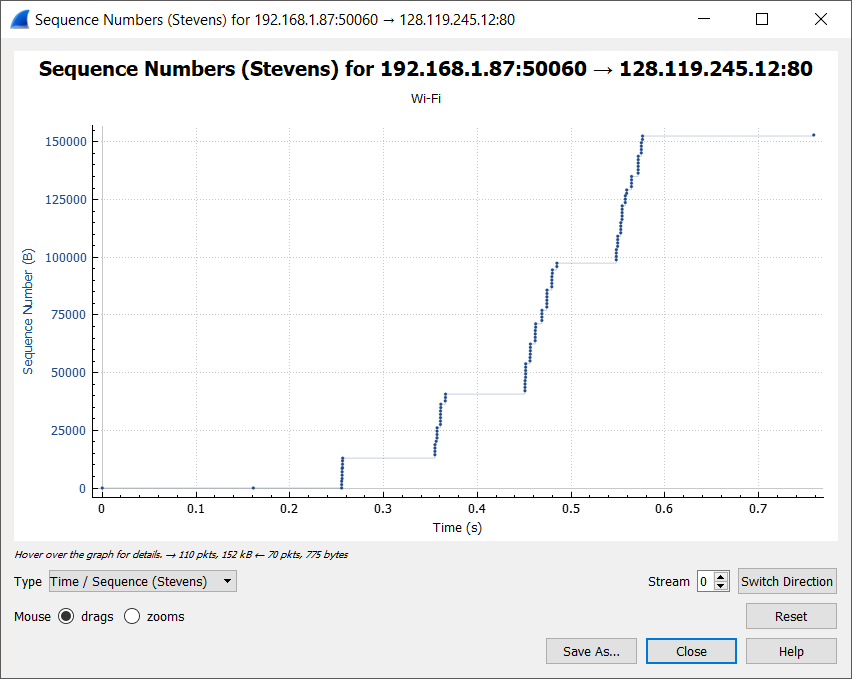 Sequence Numbers (Stevens) for 192.168.1.87:50060 → 128.119.245.12:80
Sequence Numbers (Stevens) for 192.168.1.87:50060 → 128.119.245.12:80
Wi-Fi
Sequence Number (B)
150000
125000
100000
75000
50000
25000
0
0 0.1 0.2 0.3 0.4 0.5 0.6 0.7
Time (s)
Hover over the graph for details. → 110 pkts, 152 kB ← 70 pkts, 775 bytes
Type Time / Sequence (Stevens) Stream 0 Switch Direction
Mouse drags zooms Reset
Save As... Close Help